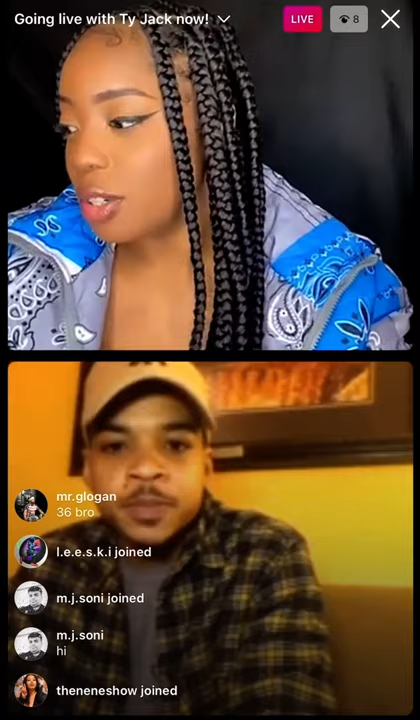 Going live with Ty Jack now!
LIVE
8
mr.glogan
36 bro
l.e.e.s.k.i joined
m.j.soni joined
m.j.soni
hi
theneneshow joined